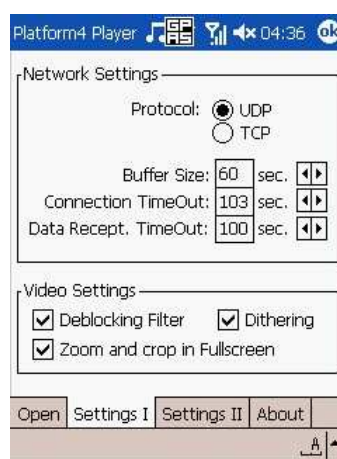 Platform4 Player GP RS 04:36 ok
Network Settings
Protocol: UDP
TCP
Buffer Size: 60 sec.
Connection TimeOut: 103 sec.
Data Recept. TimeOut: 100 sec.
Video Settings
Deblocking Filter Dithering
Zoom and crop in Fullscreen
Open Settings I Settings II About
A